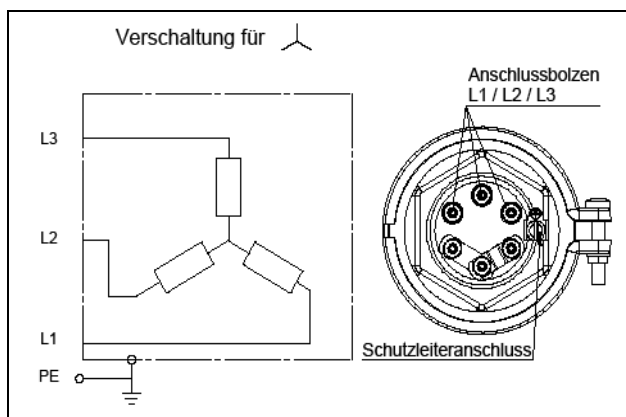 Verschaltung für
Anschlussbolzen
L1 / L2 / L3
L3
L2
L1
Schutzleiteranschluss
PE